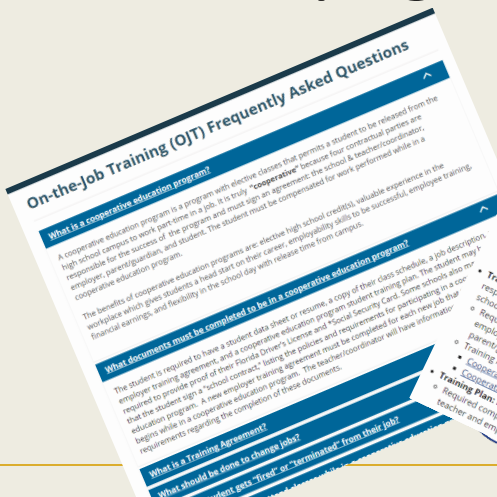 On-the-Job Training (OJT) Frequently Asked Questions
What is a cooperative education program?
A cooperative education program is a program with elective classes that permits a student to be released from the
high school campus to work part-time in a job. It is truly "cooperative" because four contractual parties are
responsible for the success of the program and must sign an agreement: the school & teacher/coordinator,
employer, parent/guardian, and student. The student must be compensated for work performed while in a
cooperative education program.
The benefits of cooperative education programs are: elective high school credit(s), valuable experience in the
workplace which gives students a head start on their career, employability skills to be successful, employee training,
financial earnings, and flexibility in the school day with release time from campus.
What documents must be completed to be in a cooperative education program?
The student is required to have a student data sheet or resume, a copy of their class schedule, a job description
employer training agreement, and a cooperative education program student training plan. The student may
required to provide proof of their Florida Driver's License and *Social Security Card. Some schools also
that the student sign a "school contract," listing the policies and requirements for participating in a
education program. A new employer training agreement must be completed for each new job
begins while in a cooperative education program. The teacher/coordinator will have
requirements regarding the completion of these documents.
What is a Training Agreement?
What should be done to change jobs?
student gets "fired" or "terminated" from their job?
Training
Training Plan:
Required
teacher and